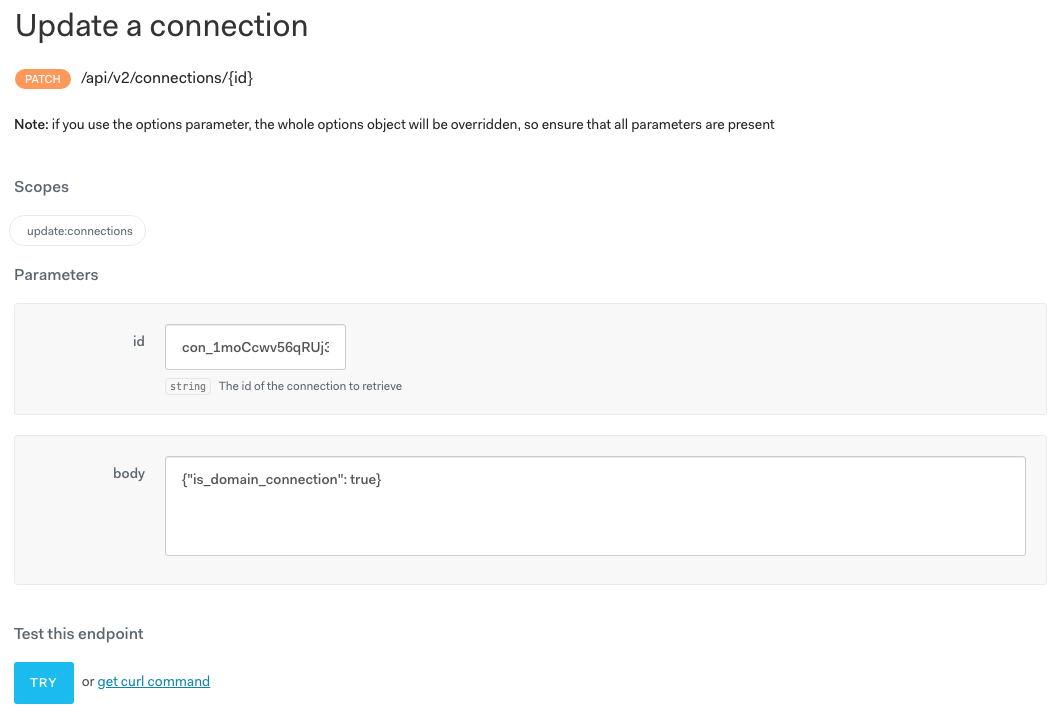 Update a connection
PATCH /api/v2/connections/{id}
Note: if you use the options parameter, the whole options object will be overridden, so ensure that all parameters are present
Scopes
update:connections
Parameters
id con_1moCcwv56qRUj3
string The id of the connection to retrieve
body {"is_domain_connection": true}
Test this endpoint
TRY or get curl command